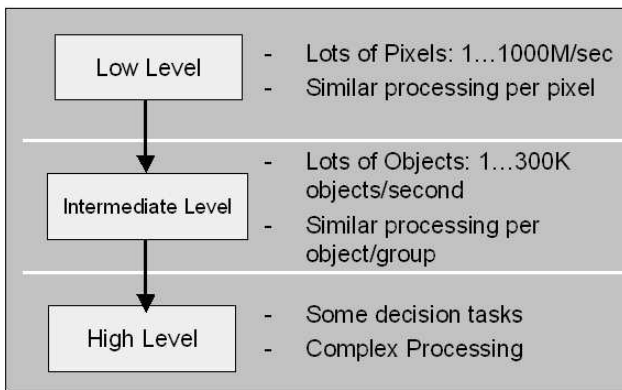 Low Level
- Lots of Pixels: 1...1000M/sec
- Similar processing per pixel
Intermediate Level
- Lots of Objects: 1...300K
objects/second
- Similar processing per
object/group
High Level
- Some decision tasks
- Complex Processing